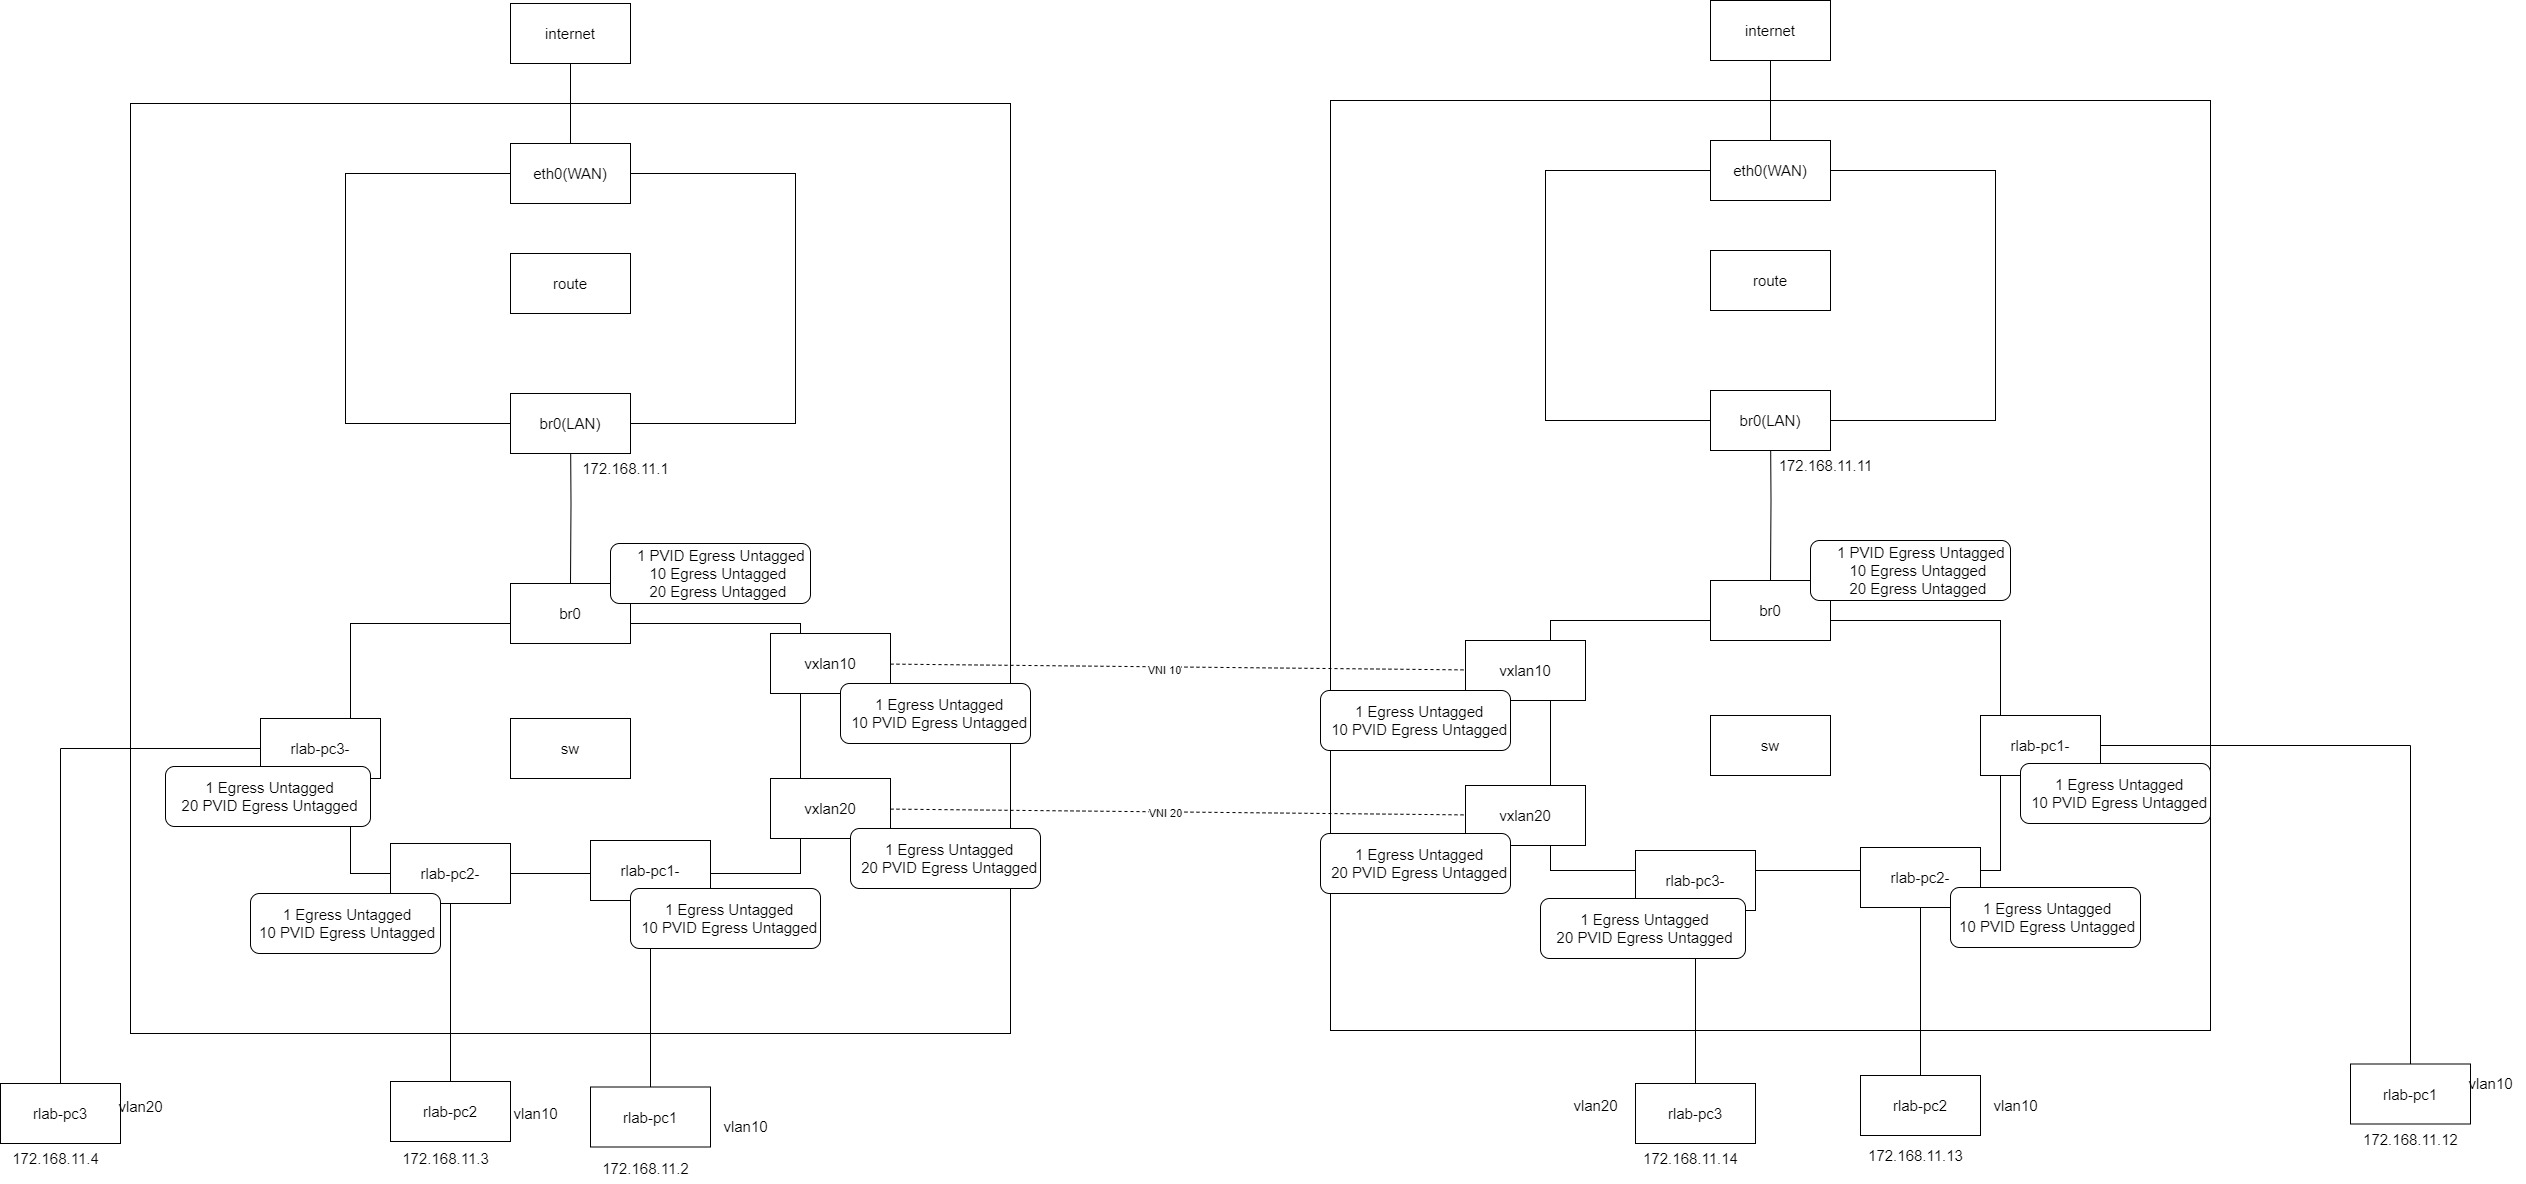 internet
internet
eth0(WAN)
eth0(WAN)
route
route
br0(LAN)
br0(LAN)
172.168.11.1
172.168.11.11
1 PVID Egress Untagged
10 Egress Untagged
20 Egress Untagged
1 PVID Egress Untagged
10 Egress Untagged
20 Egress Untagged
br0
br0
vxlan10
VNI 10
vxlan10
1 Egress Untagged
10 PVID Egress Untagged
1 Egress Untagged
10 PVID Egress Untagged
rlab-pc3-
sw
sw
rlab-pc1-
1 Egress Untagged
20 PVID Egress Untagged
1 Egress Untagged
10 PVID Egress Untagged
vxlan20
VNI 20
vxlan20
1 Egress Untagged
20 PVID Egress Untagged
1 Egress Untagged
20 PVID Egress Untagged
rlab-pc2-
rlab-pc1-
rlab-pc3-
rlab-pc2-
1 Egress Untagged
10 PVID Egress Untagged
1 Egress Untagged
10 PVID Egress Untagged
1 Egress Untagged
20 PVID Egress Untagged
1 Egress Untagged
10 PVID Egress Untagged
rlab-pc3
vlan20
rlab-pc2
vlan10
rlab-pc1
vlan10
vlan20
rlab-pc3
rlab-pc2
vlan10
rlab-pc1
vlan10
172.168.11.4
172.168.11.3
172.168.11.2
172.168.11.14
172.168.11.13
172.168.11.12